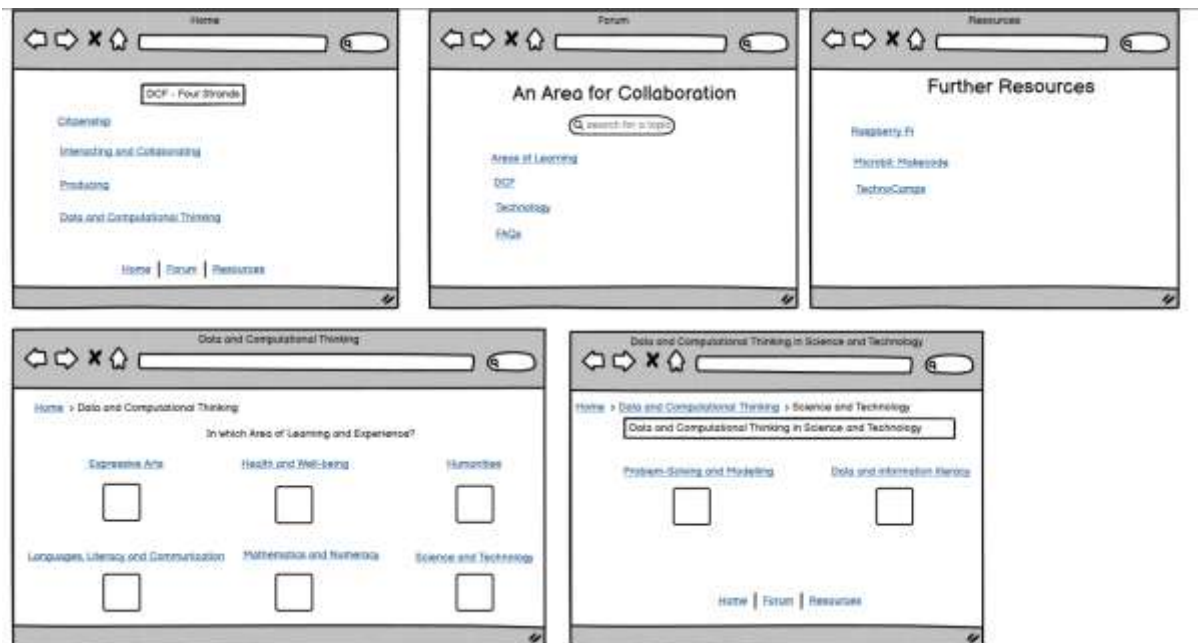 Home
DCF - Four Strands
Citizenship
Interacting and Collaborating
Producing
Data and Computational Thinking
Home | Forum | Resources
Forum
An Area for Collaboration
search for a topic
Areas of Learning
DCF
Technology
FAQs
Resources
Further Resources
Raspberry Pi
Microbit Makecode
TechnoCamps
Data and Computational Thinking
Home > Data and Computational Thinking
In which Area of Learning and Experience?
Expressive Arts Health and Well-being Humanities
Languages, Literacy and Communication Mathematics and Numeracy Science and Technology
Data and Computational Thinking in Science and Technology
Home > Data and Computational Thinking > Science and Technology
Data and Computational Thinking in Science and Technology
Problem-Solving and Modelling Data and information literacy
Home | Forum | Resources